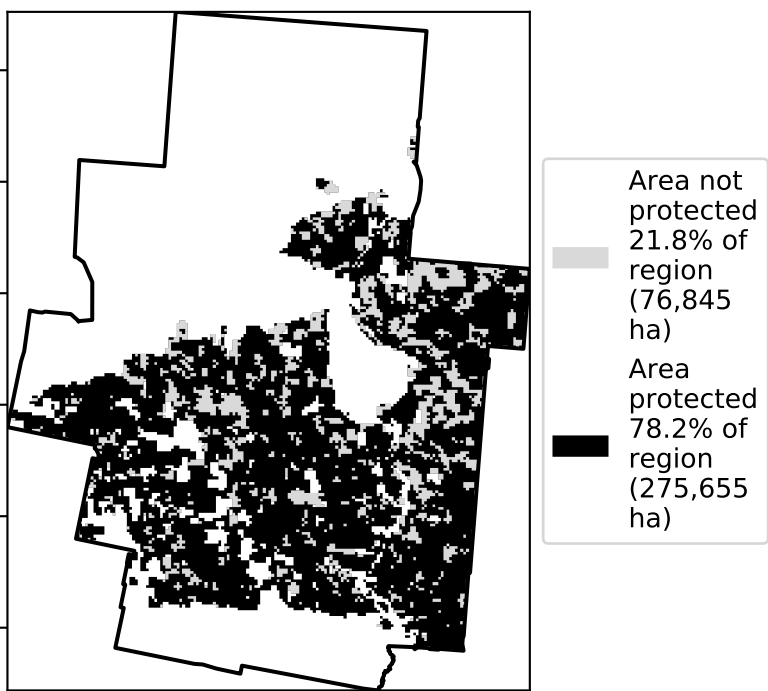 Area not
protected
21.8% of
region
(76,845
ha)
Area
protected
78.2% of
region
(275,655
ha)